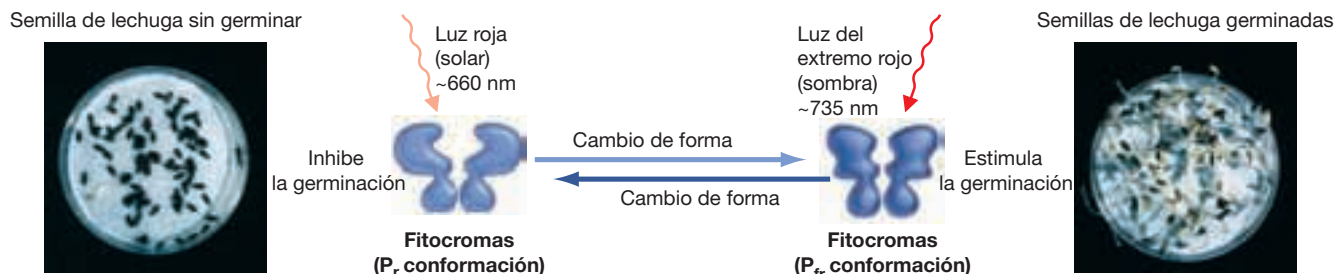 Semilla de lechuga sin germinar
Luz roja
(solar)
~660 nm
Luz del
extremo rojo
(sombra)
~735 nm
Semillas de lechuga germinadas
Inhibe
la germinación
Cambio de forma
Cambio de forma
Estimula
la germinación
Fitocromas
(Pr conformación)
Fitocromas
(Pfr conformación)